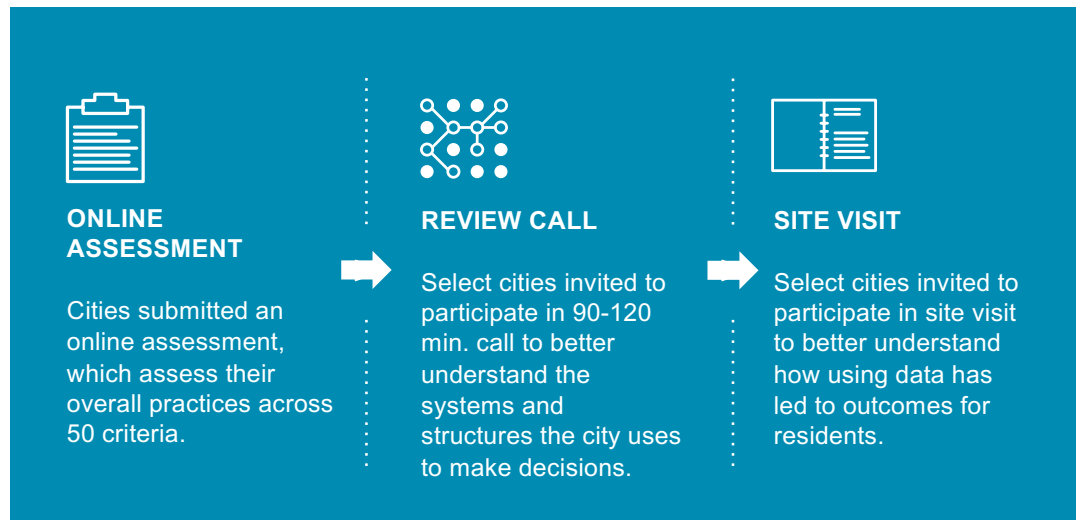 ONLINE
ASSESSMENT
Cities submitted an
online assessment,
which assess their
overall practices across
50 criteria.
REVIEW CALL
Select cities invited to
participate in 90-120
min. call to better
understand the
systems and
structures the city uses
to make decisions.
SITE VISIT
Select cities invited to
participate in site visit
to better understand
how using data has
led to outcomes for
residents.